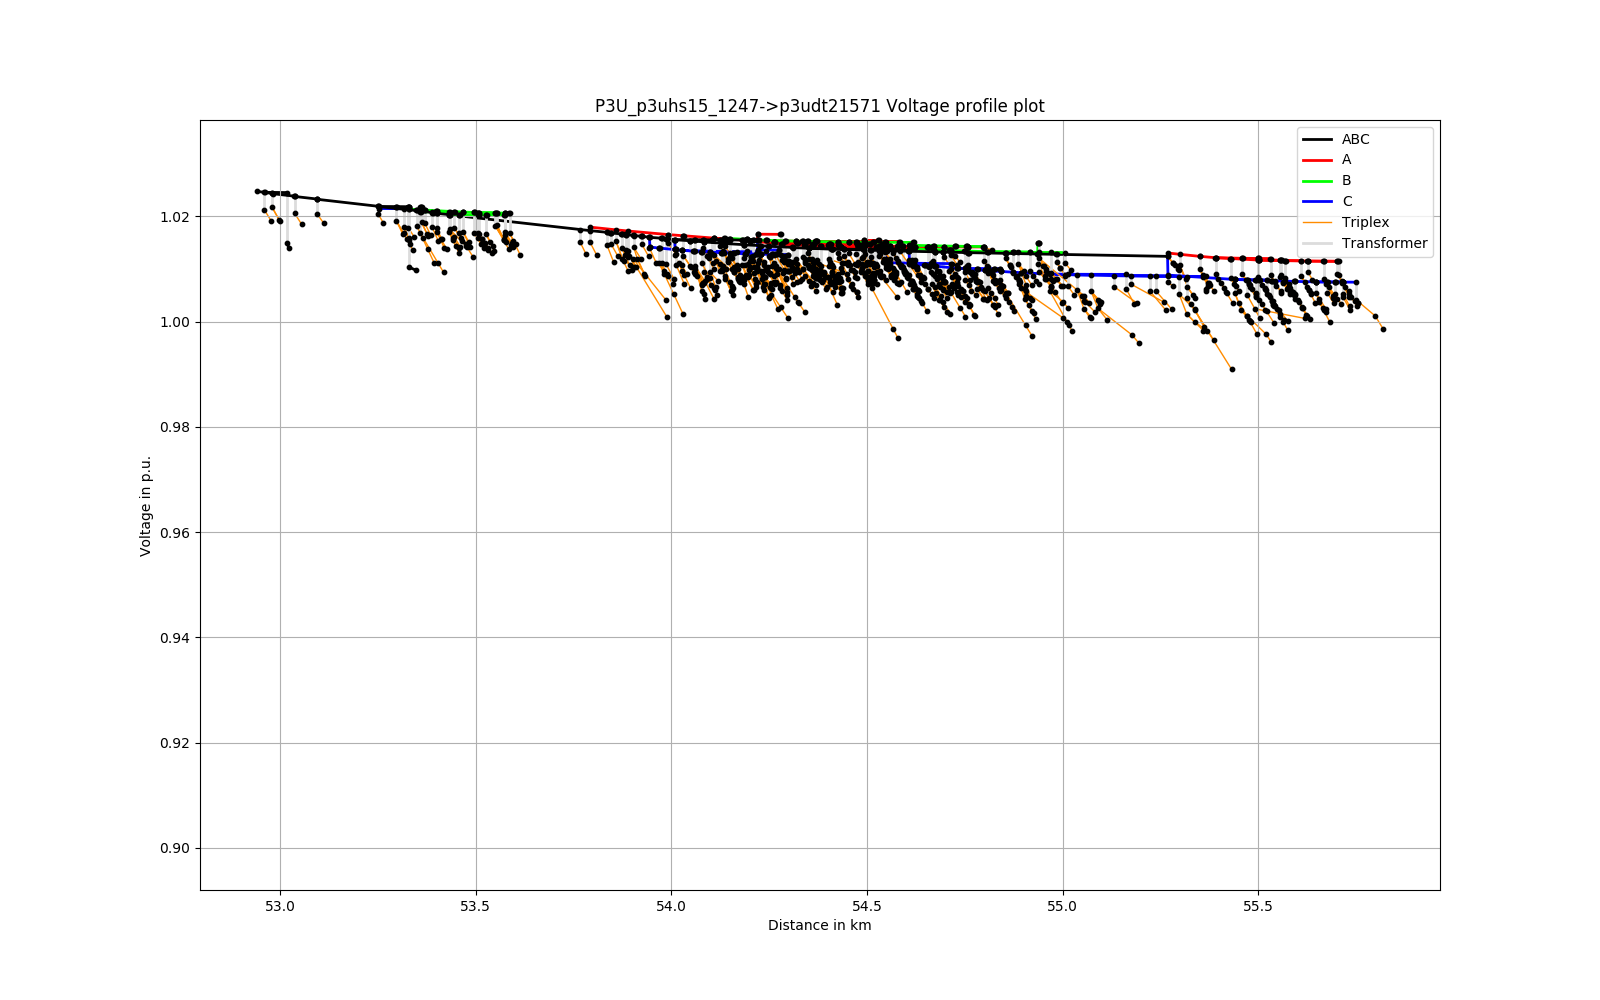 P3U_p3uhs15_1247->p3udt21571 Voltage profile plot
ABC
A
B
C
Triplex
Transformer
1.02
1.00
0.98
0.96
0.94
0.92
0.90
Voltage in p.u.
53.0 53.5 54.0 54.5 55.0 55.5
Distance in km